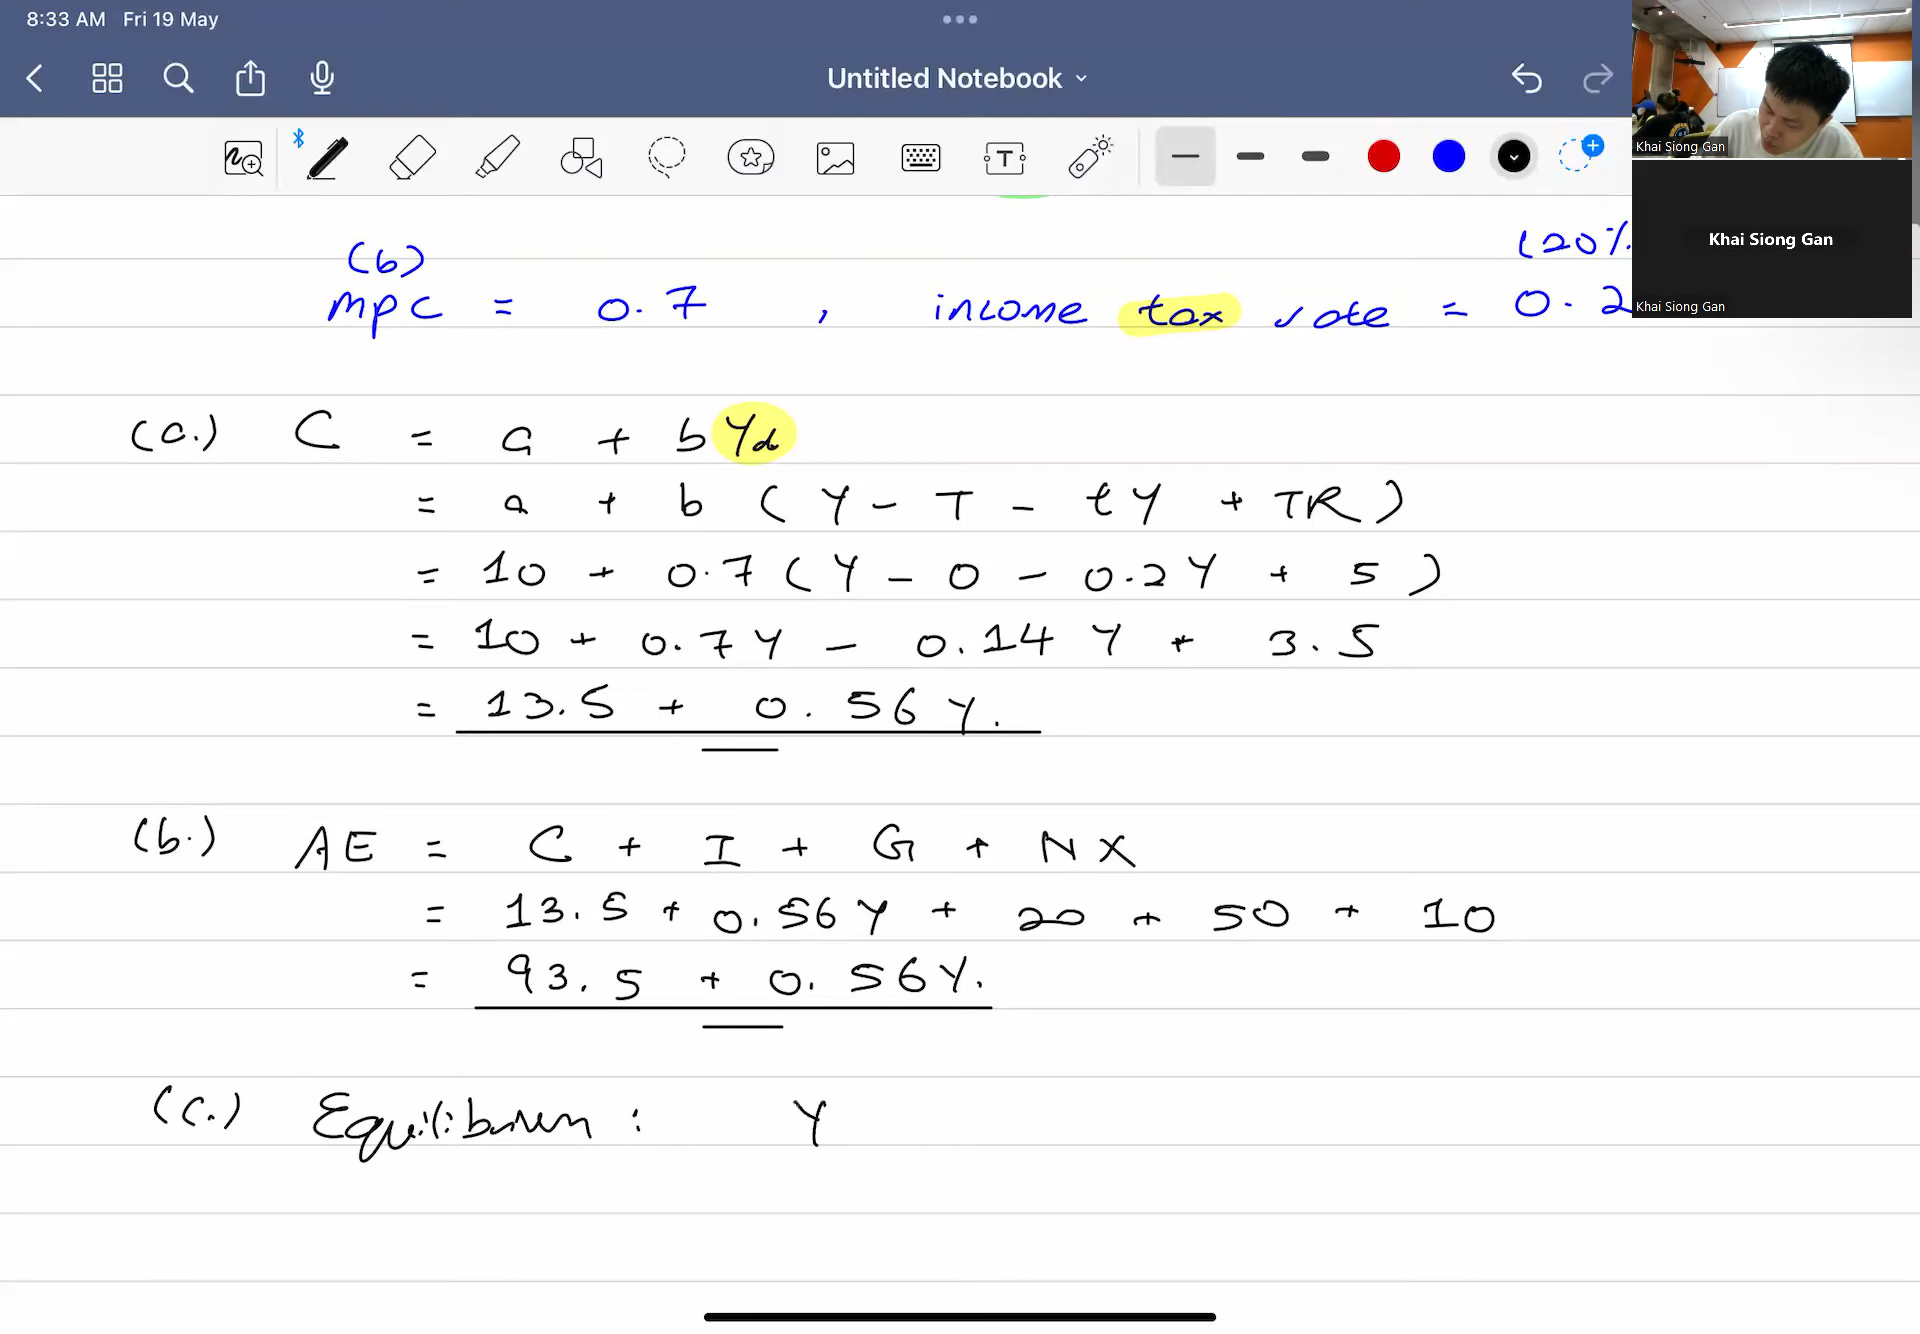 8:33 AM Fri 19 May
Untitled Notebook
Khai Siong Gan
Khai Siong Gan
Khai Siong Gan
(b) (20%
mpc = 0.7 , income tax rate = 0.2
(a.) C = a + bYd
= a + b (Y - T - tY + TR)
= 10 + 0.7 (Y - 0 - 0.2Y + 5)
= 10 + 0.7Y - 0.14Y + 3.5
= 13.5 + 0.56Y.
(b.) AE = C + I + G + NX
= 13.5 + 0.56Y + 20 + 50 + 10
= 93.5 + 0.56Y.
(c.) Equilibrium : Y